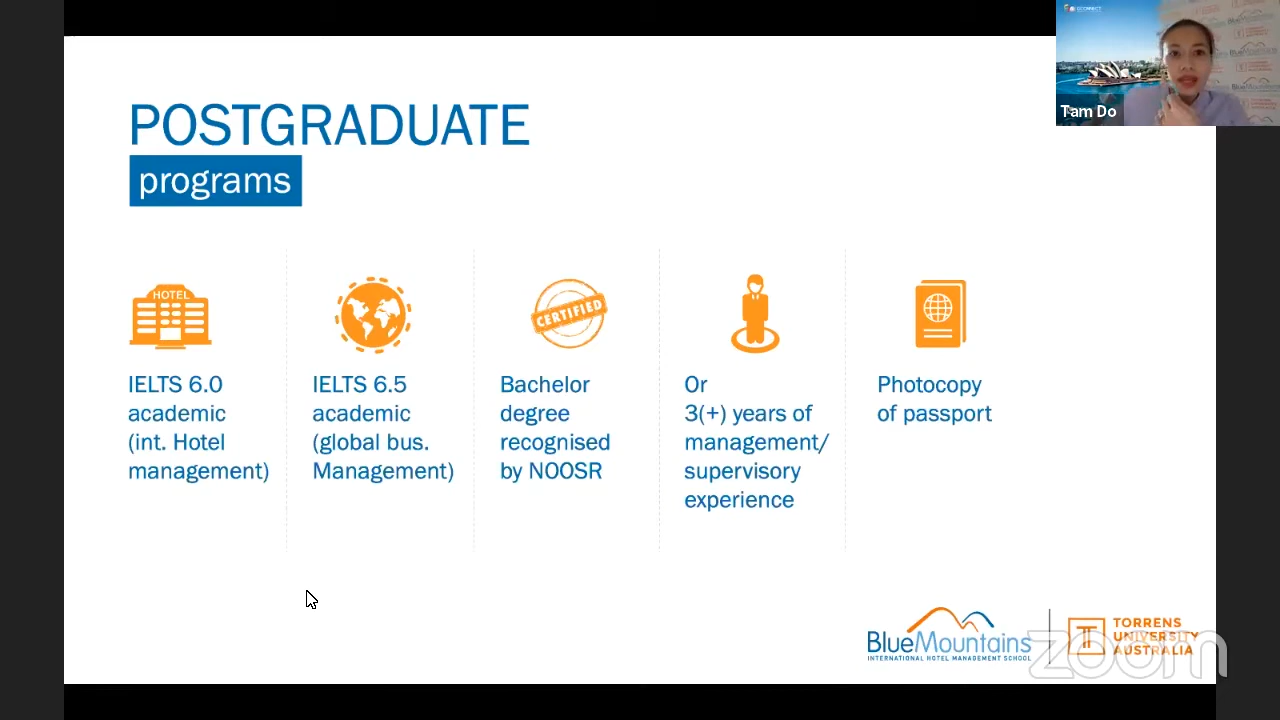 POSTGRADUATE
programs
HOTEL
IELTS 6.0
academic
(int. Hotel
management)
IELTS 6.5
academic
(global bus.
Management)
CERTIFIED
Bachelor
degree
recognised
by NOOSR
Or
3(+) years of
management/
supervisory
experience
Photocopy
of passport
Tam Do
BlueMountains
INTERNATIONAL HOTEL MANAGEMENT SCHOOL
TORRENS
UNIVERSITY
AUSTRALIA
zoom